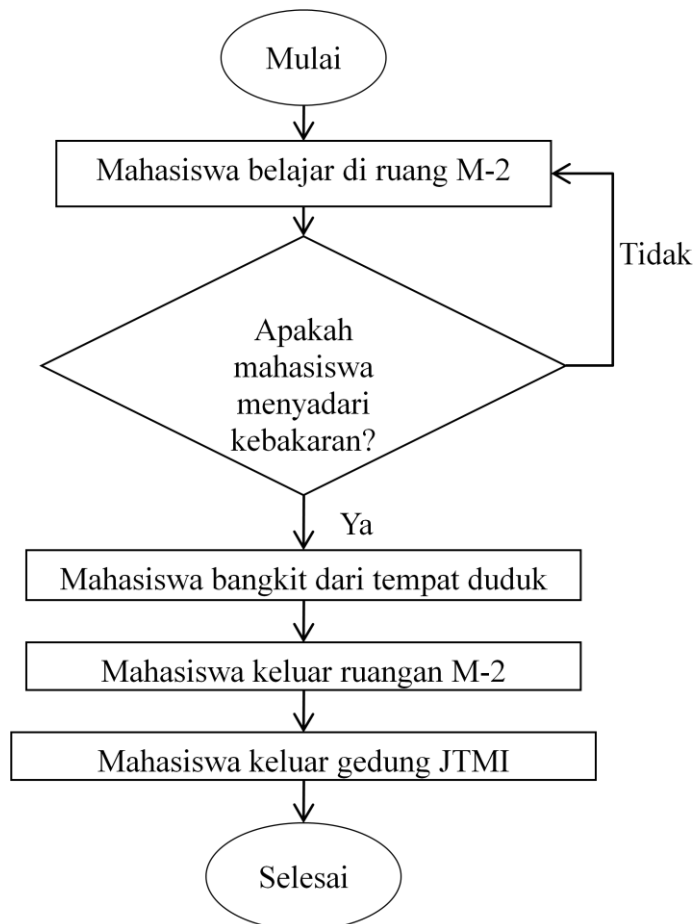 Mulai
Mahasiswa belajar di ruang M-2
Tidak
Apakah
mahasiswa
menyadari
kebakaran?
Ya
Mahasiswa bangkit dari tempat duduk
Mahasiswa keluar ruangan M-2
Mahasiswa keluar gedung JTMI
Selesai